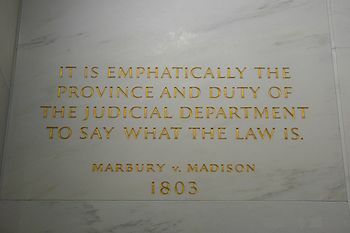 IT IS EMPHATICALLY THE
PROVINCE AND DUTY OF
THE JUDICIAL DEPARTMENT
TO SAY WHAT THE LAW IS.
MARBURY v. MADISON
1803